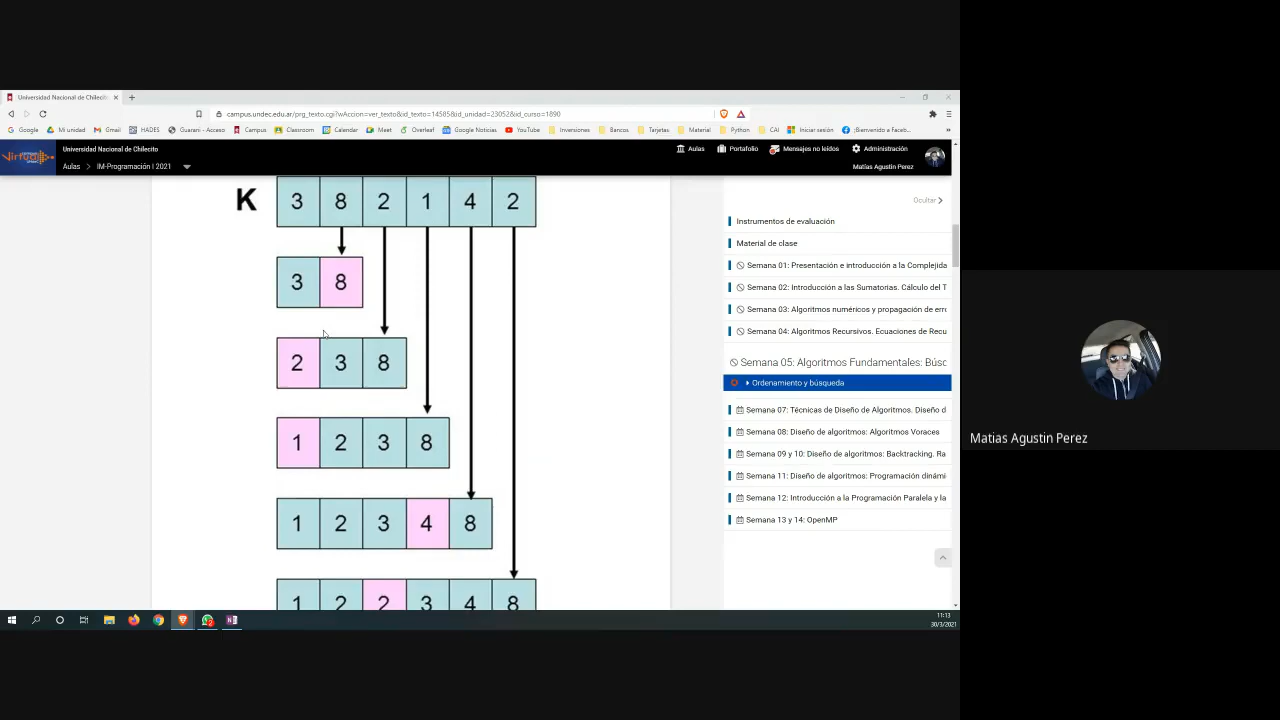 Universidad Nacional de Chilecit
campus.undec.edu.ar/prg_texto.cgi?wAccion=ver_texto&id_texto=14585&id_unidad=23052&id_curso=1890
Google Mi unidad Gmail HADES Guarani - Acceso Campus Classroom Calendar Meet Overleaf Google Noticias YouTube Inversiones Bancos Tarjetas Material Python CAI Iniciar sesión ¡Bienvenido a Faceb...
Virtual
Universidad Nacional de Chilecito
Aulas > IM-Programación I 2021
Aulas Portafolio Mensajes no leídos Administración
Matías Agustin Perez
K 3 8 2 1 4 2
3 8
2 3 8
1 2 3 8
1 2 3 4 8
1 2 2 3 4 8
Ocultar
Instrumentos de evaluación
Material de clase
Semana 01: Presentación e introducción a la Complejida
Semana 02: Introducción a las Sumatorias. Cálculo del T
Semana 03: Algoritmos numéricos y propagación de erro
Semana 04: Algoritmos Recursivos. Ecuaciones de Recu
Semana 05: Algoritmos Fundamentales: Búsq
Ordenamiento y búsqueda
Semana 07: Técnicas de Diseño de Algoritmos. Diseño d
Semana 08: Diseño de algoritmos: Algoritmos Voraces
Semana 09 y 10: Diseño de algoritmos: Backtracking. Ra
Semana 11: Diseño de algoritmos: Programación dinámi
Semana 12: Introducción a la Programación Paralela y la
Semana 13 y 14: OpenMP
11:13
30/3/2021
Matias Agustin Perez